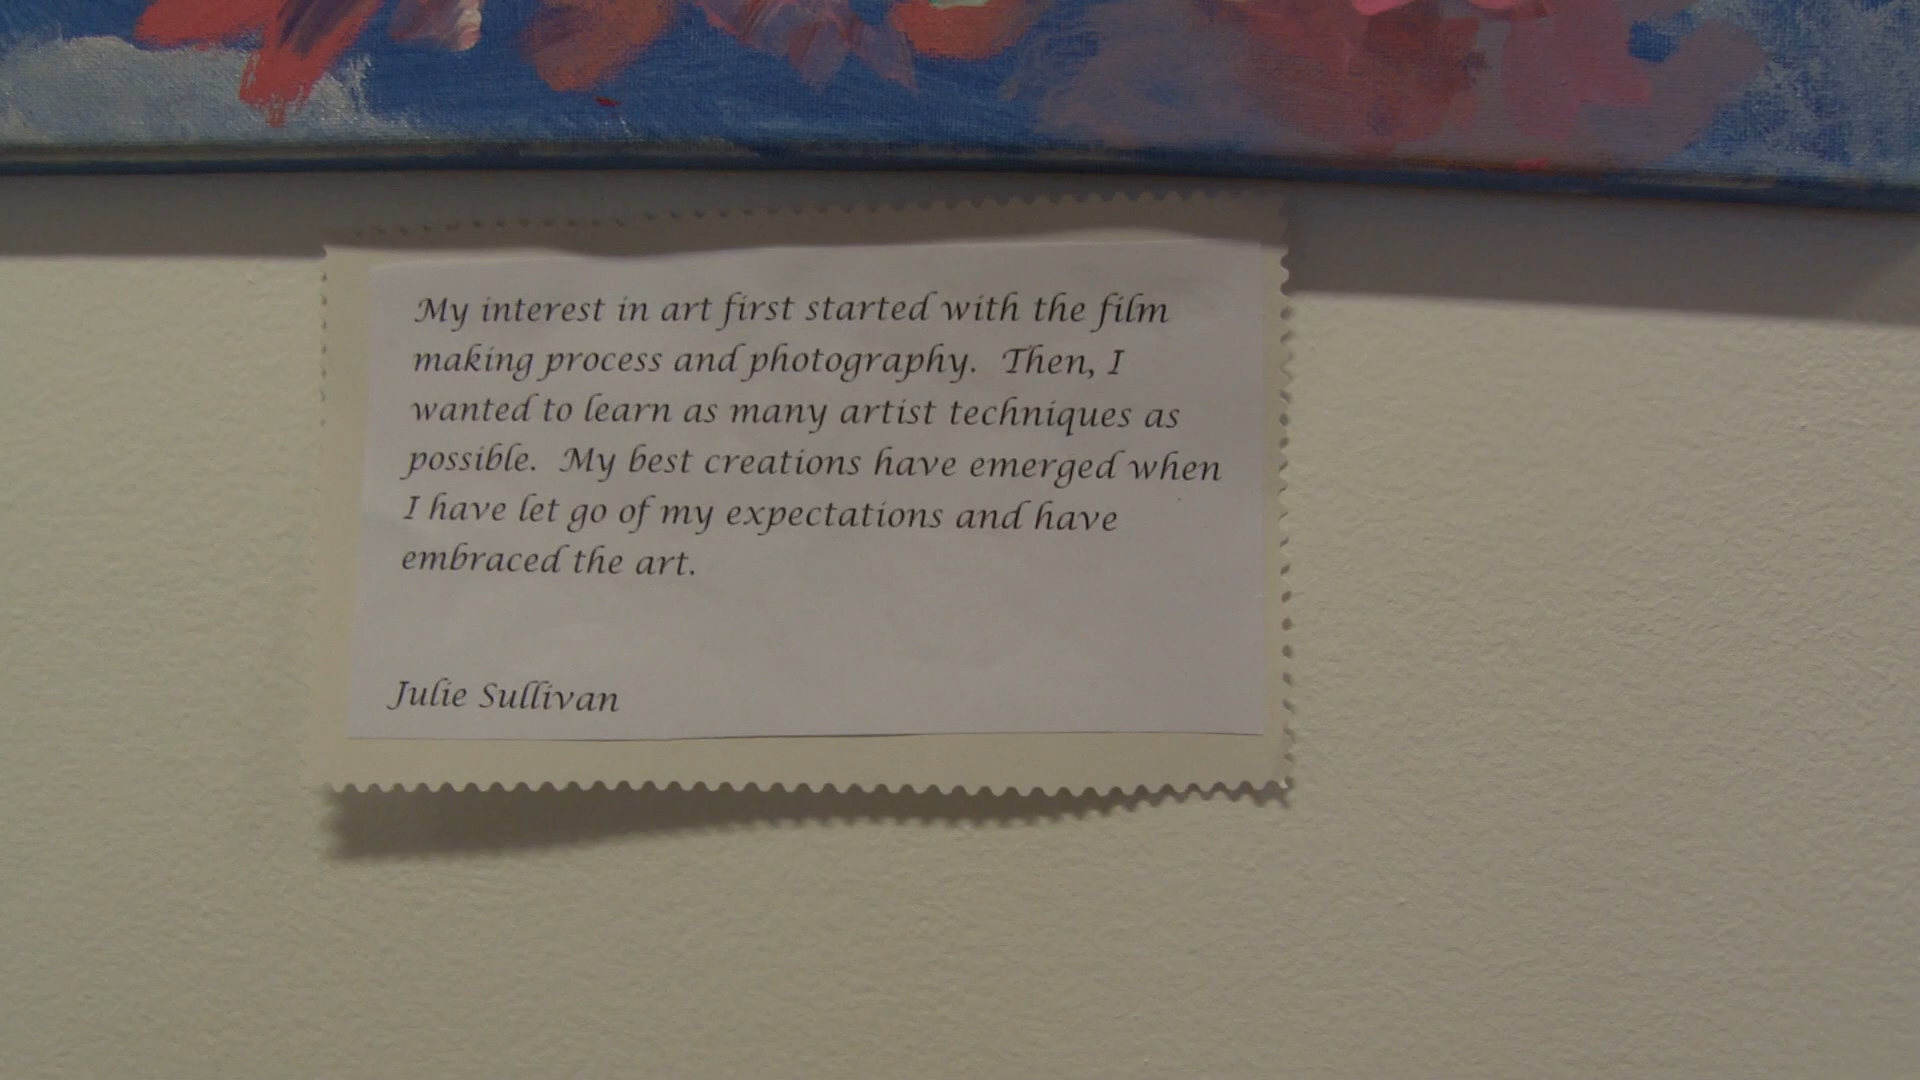 My interest in art first started with the film
making process and photography. Then, I
wanted to learn as many artist techniques as
possible. My best creations have emerged when
I have let go of my expectations and have
embraced the art.
Julie Sullivan